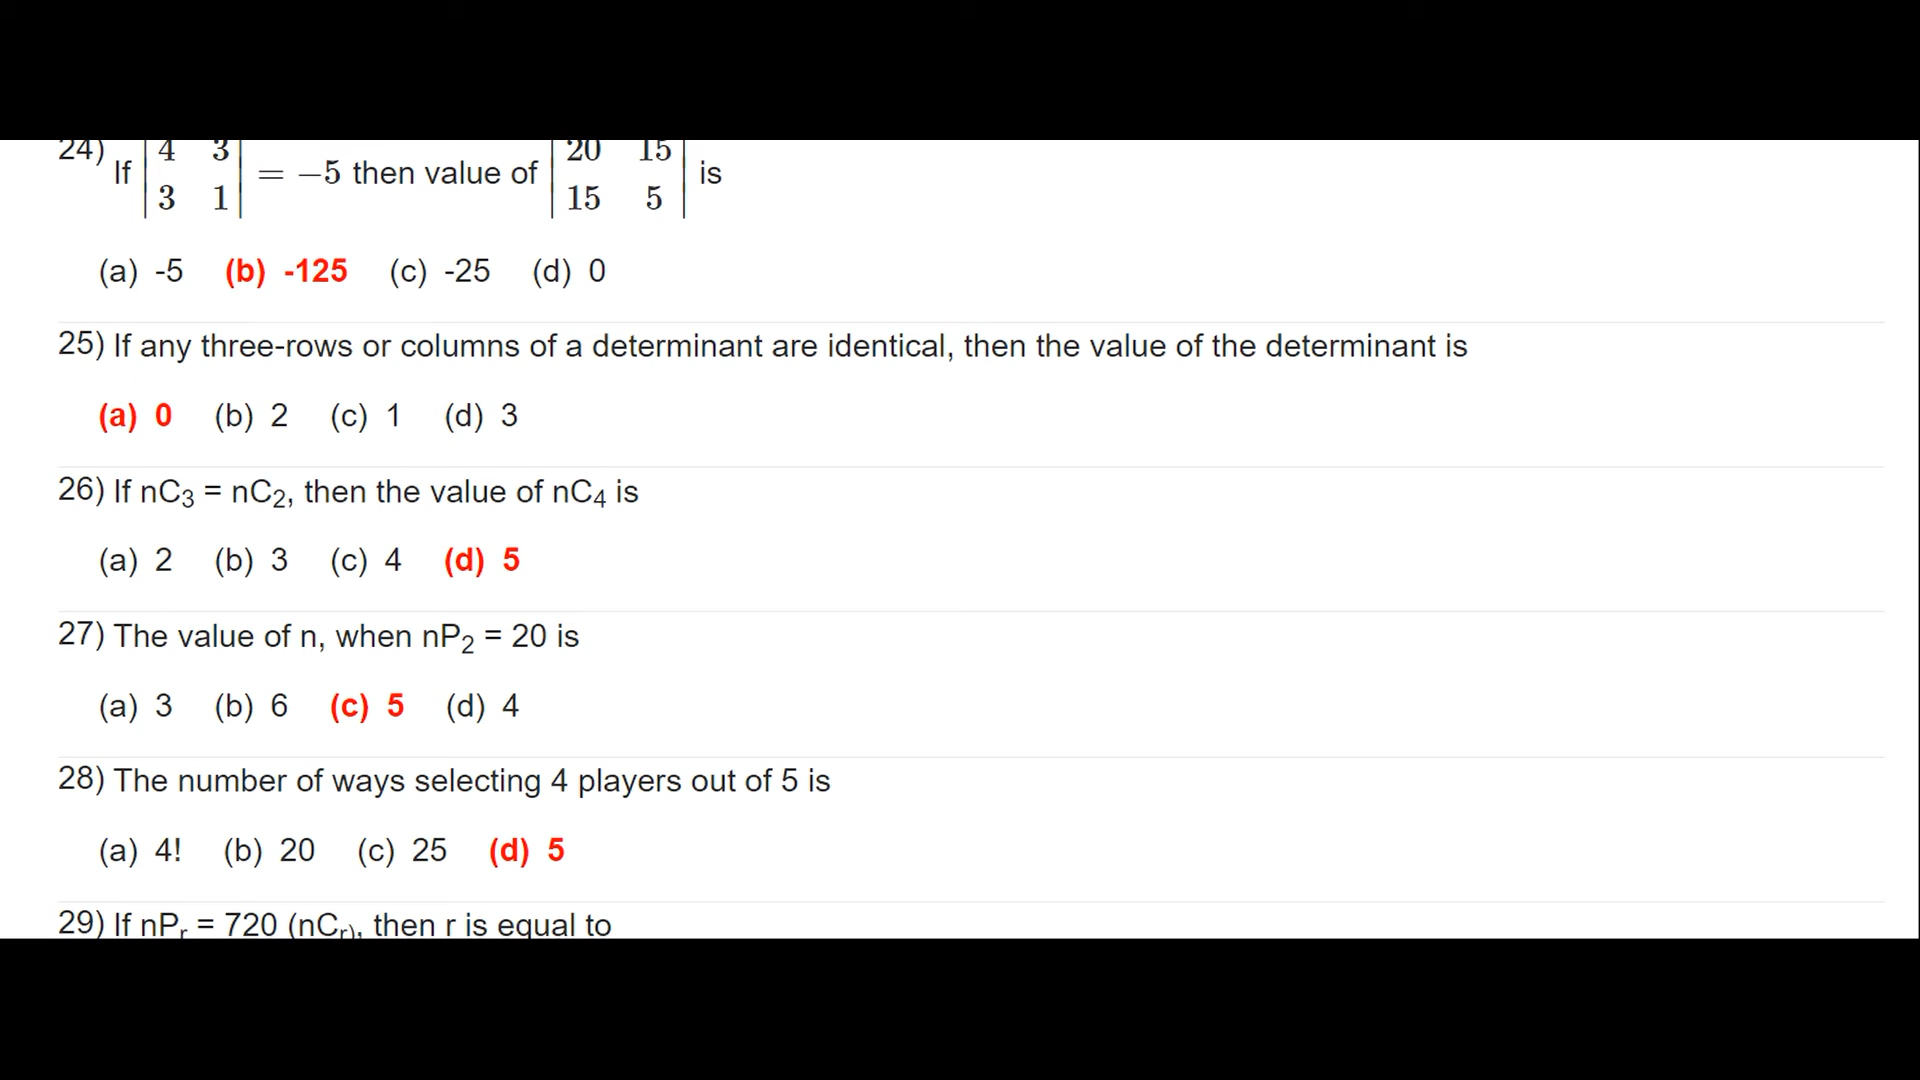 24) If | 4 3 | = −5 then value of | 20 15 | is
| 3 1 | | 15 5 |
(a) -5 (b) -125 (c) -25 (d) 0
25) If any three-rows or columns of a determinant are identical, then the value of the determinant is
(a) 0 (b) 2 (c) 1 (d) 3
26) If nC₃ = nC₂, then the value of nC₄ is
(a) 2 (b) 3 (c) 4 (d) 5
27) The value of n, when nP₂ = 20 is
(a) 3 (b) 6 (c) 5 (d) 4
28) The number of ways selecting 4 players out of 5 is
(a) 4! (b) 20 (c) 25 (d) 5
29) If nPᵣ = 720 (nCᵣ), then r is equal to